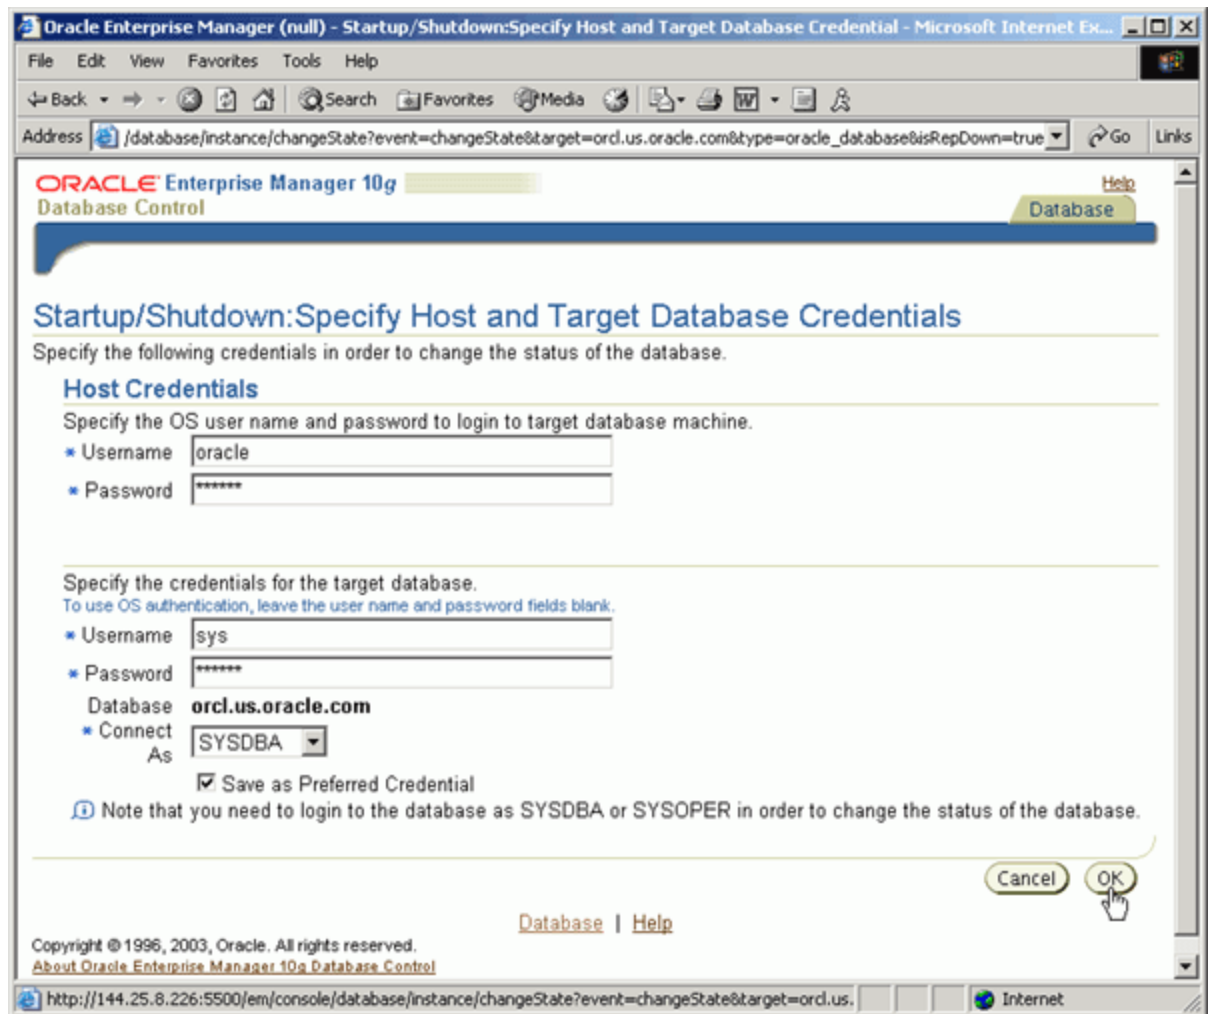 Oracle Enterprise Manager (null) - Startup/Shutdown:Specify Host and Target Database Credential - Microsoft Internet Ex...
File Edit View Favorites Tools Help
Back Search Favorites Media
Address /database/instance/changeState?event=changeState&target=orcl.us.oracle.com&type=oracle_database&isRepDown=true Go Links
ORACLE Enterprise Manager 10g Help
Database Control Database
Startup/Shutdown:Specify Host and Target Database Credentials
Specify the following credentials in order to change the status of the database.
Host Credentials
Specify the OS user name and password to login to target database machine.
* Username oracle
* Password ******
Specify the credentials for the target database.
To use OS authentication, leave the user name and password fields blank.
* Username sys
* Password ******
Database orcl.us.oracle.com
* Connect As SYSDBA
Save as Preferred Credential
Note that you need to login to the database as SYSDBA or SYSOPER in order to change the status of the database.
Cancel OK
Database | Help
Copyright © 1996, 2003, Oracle. All rights reserved.
About Oracle Enterprise Manager 10g Database Control
http://144.25.8.226:5500/em/console/database/instance/changeState?event=changeState&target=orcl.us. Internet